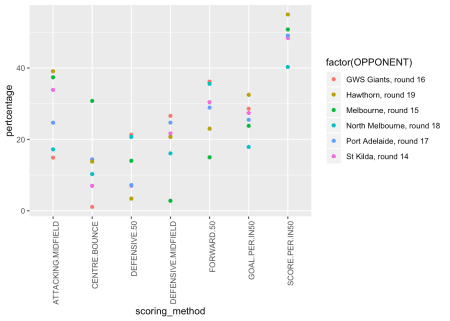 percentage
40
20
0
ATTACKING.MIDFIELD
CENTRE.BOUNCE
DEFENSIVE.50
DEFENSIVE.MIDFIELD
FORWARD.50
GOAL.PER.IN50
SCORE.PER.IN50
scoring_method
factor(OPPONENT)
GWS Giants, round 16
Hawthorn, round 19
Melbourne, round 15
North Melbourne, round 18
Port Adelaide, round 17
St Kilda, round 14